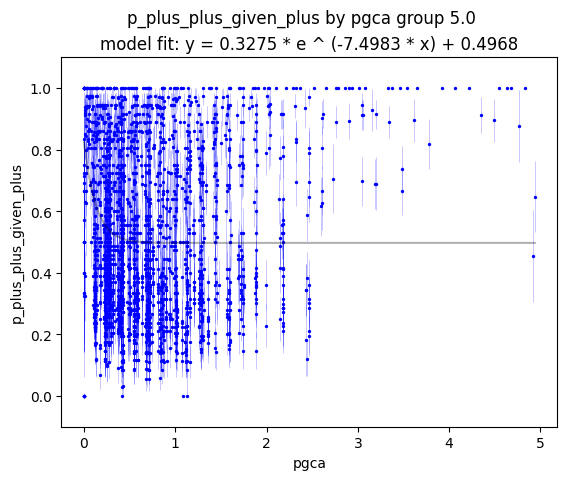 p_plus_plus_given_plus by pgca group 5.0
model fit: y = 0.3275 * e ^ (-7.4983 * x) + 0.4968
1.0
0.8
0.6
0.4
0.2
0.0
p_plus_plus_given_plus
0 1 2 3 4 5
pgca